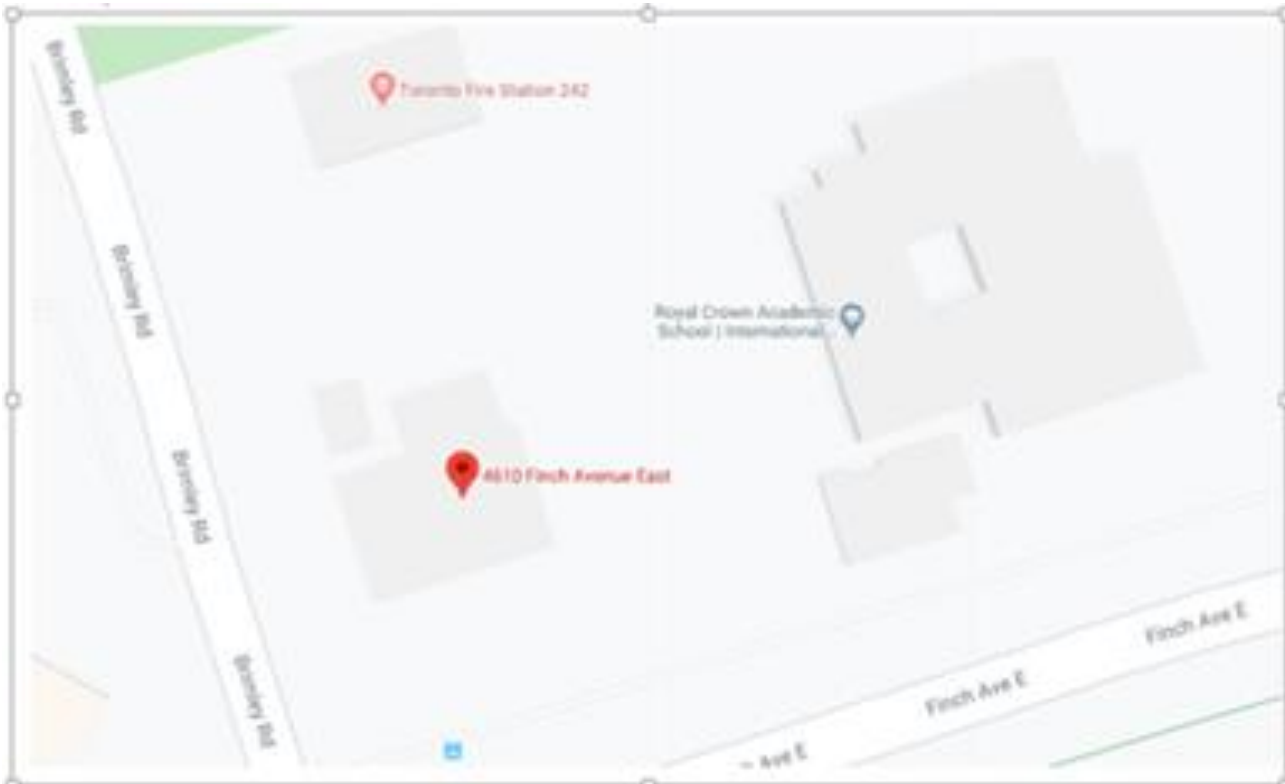 Brimley Rd
Toronto Fire Station 242
Brimley Rd
Royal Crown Academic
School | International...
Brimley Rd
4610 Finch Avenue East
Finch Ave E
Brimley Rd
Finch Ave E
Ave E